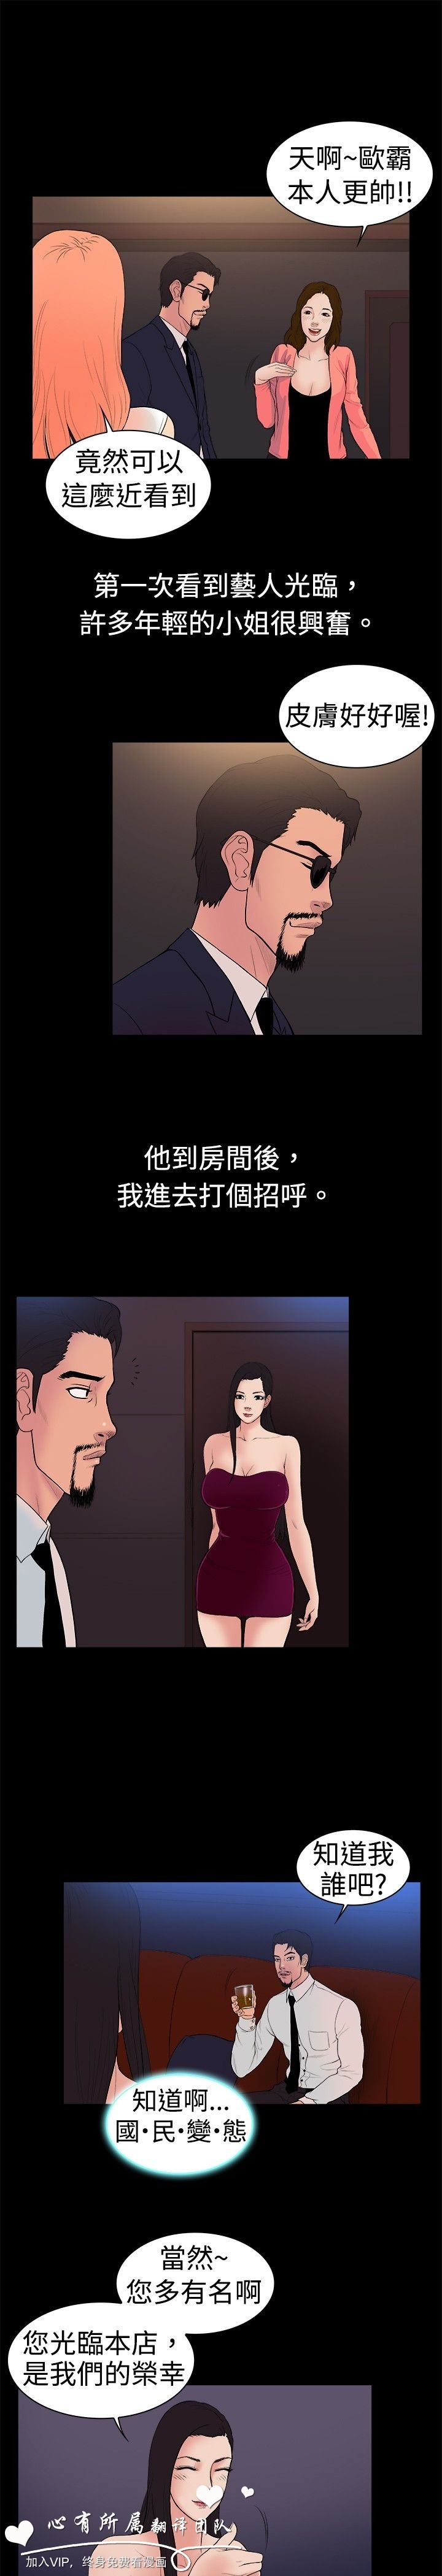 天啊~歐霸
本人更帥!!
竟然可以
這麼近看到
第一次看到藝人光臨，
許多年輕的小姐很興奮。
皮膚好好喔!
他到房間後，
我進去打個招呼。
知道我
誰吧?
知道啊...
國·民·變·態
當然~
您多有名啊
您光臨本店，
是我們的榮幸
心有所属翻译团队
加入VIP，终身免费看漫画